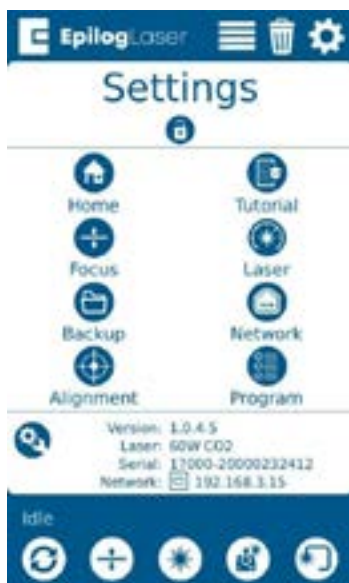 EpilogLaser
Settings
Home Tutorial
Focus Laser
Backup Network
Alignment Program
Version: 1.0.4.5
Laser: 60W CO2
Serial: 17000-20000232412
Network: 192.168.3.15
Idle